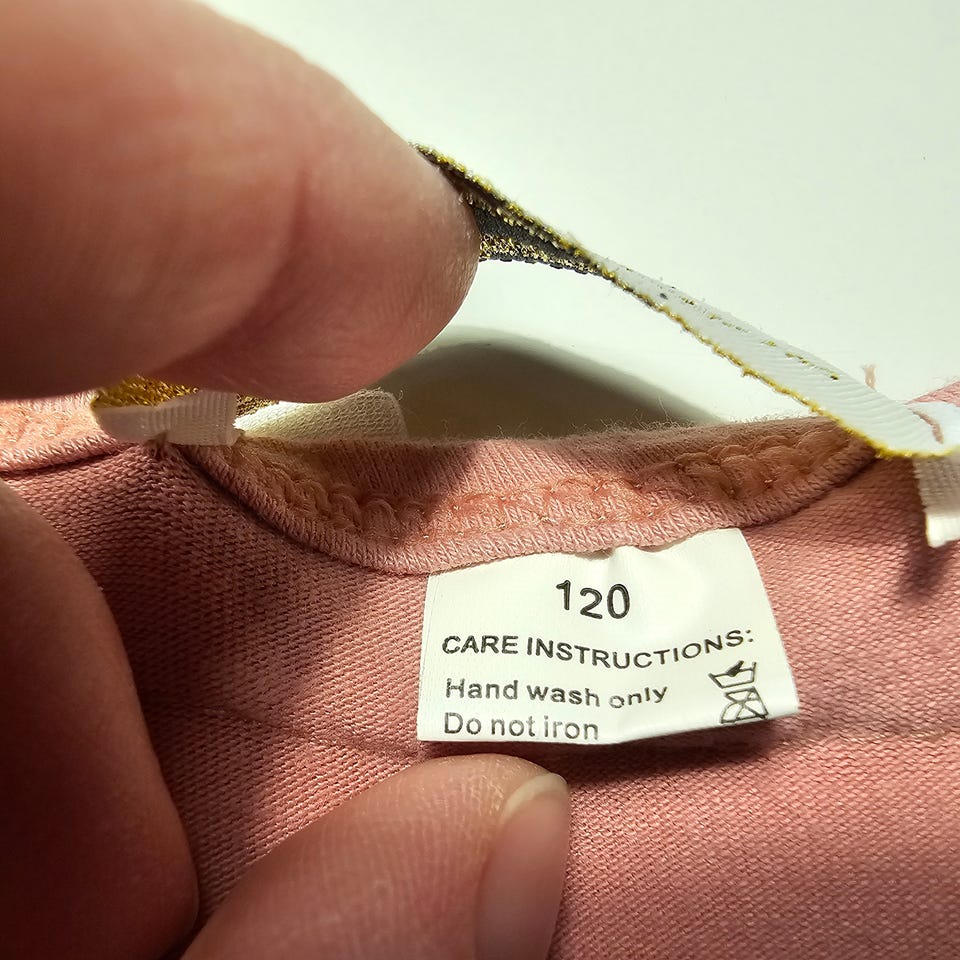 120
CARE INSTRUCTIONS:
Hand wash only
Do not iron